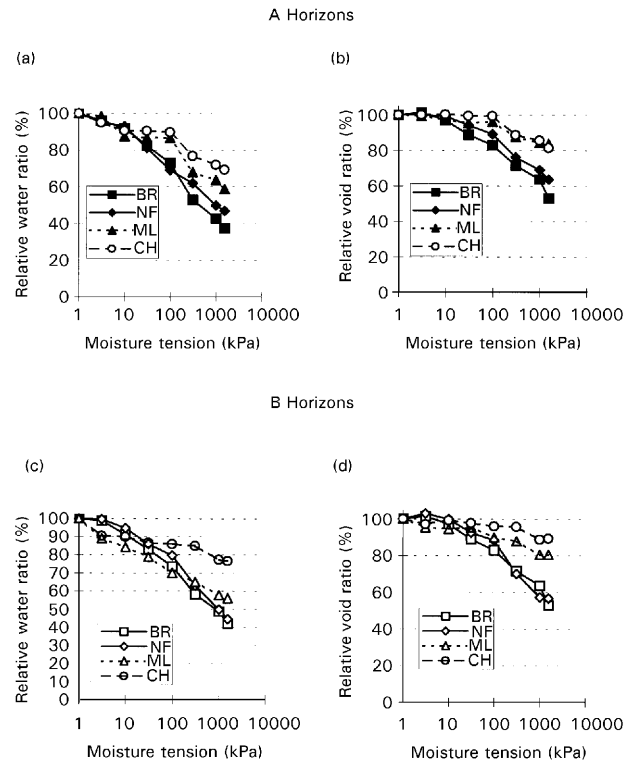 A Horizons
(a)
(b)
Relative water ratio (%)
100
80
60
40
20
0
BR
NF
ML
CH
1 10 100 1000 10000
Moisture tension (kPa)
Relative void ratio (%)
100
80
60
40
20
0
BR
NF
ML
CH
1 10 100 1000 10000
Moisture tension (kPa)
B Horizons
(c)
(d)
Relative water ratio (%)
100
90
80
70
60
50
40
30
20
10
0
BR
NF
ML
CH
1 10 100 1000 10000
Moisture tension (kPa)
Relative void ratio (%)
100
80
60
40
20
0
BR
NF
ML
CH
1 10 100 1000 10000
Moisture tension (kPa)